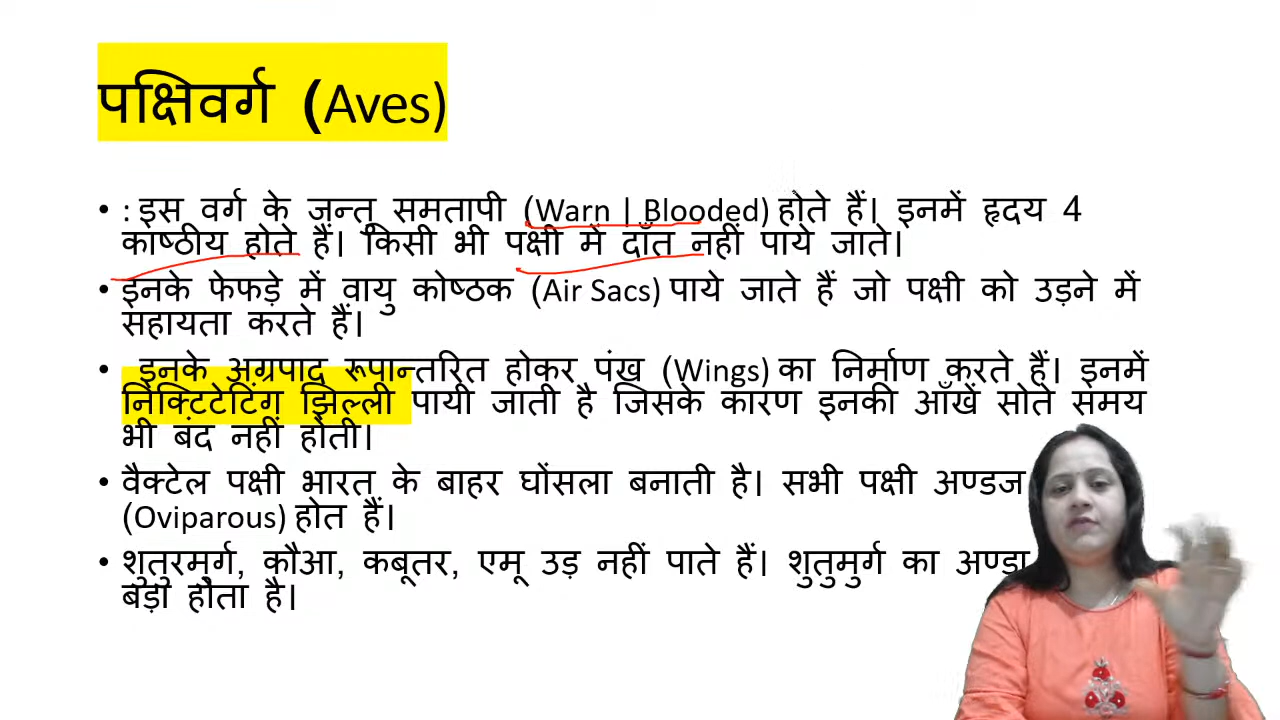 पक्षिवर्ग (Aves)
• : इस वर्ग के जन्तु समतापी (Warn | Blooded) होते हैं। इनमें हृदय 4
काष्ठीय होते हैं। किसी भी पक्षी में दाँत नहीं पाये जाते।
• इनके फेफड़े में वायु कोष्ठक (Air Sacs) पाये जाते हैं जो पक्षी को उड़ने में
सहायता करते हैं।
• इनके अग्रपाद रूपान्तरित होकर पंख (Wings) का निर्माण करते हैं। इनमें
निक्टिटेटिंग झिल्ली पायी जाती है जिसके कारण इनकी आँखें सोते समय
भी बंद नहीं होती।
• वैक्टेल पक्षी भारत के बाहर घोंसला बनाती है। सभी पक्षी अण्डज
(Oviparous) होत हैं।
• शुतुरमुर्ग, कौआ, कबूतर, एमू उड़ नहीं पाते हैं। शुतुमुर्ग का अण्डा
बड़ा होता है।